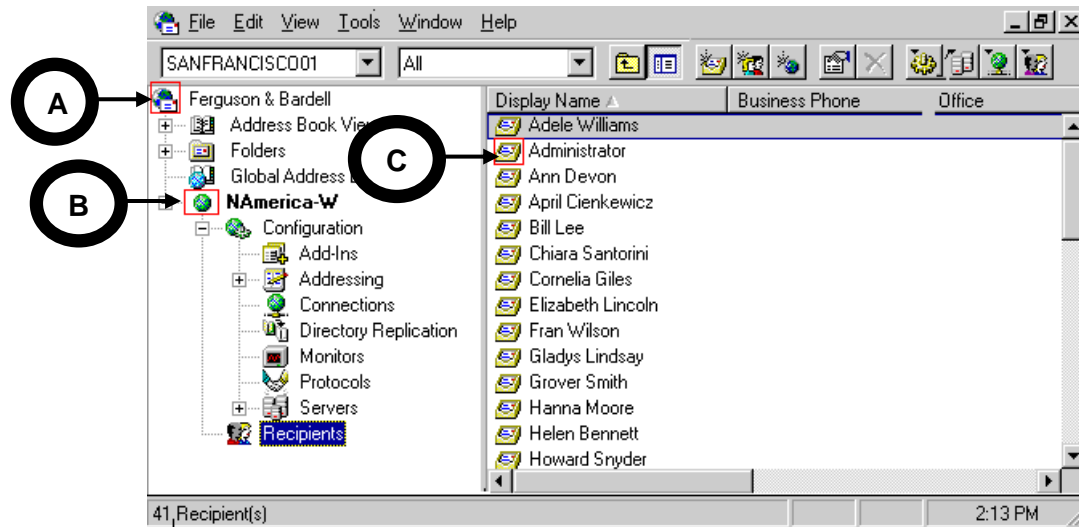 File Edit View Tools Window Help
SANFRANCISCO01 All
A
Ferguson & Bardell
Display Name Business Phone Office
Address Book Vie
Adele Williams
Folders
C
Administrator
Global Address
Ann Devon
B
NAmerica-W
April Cienkewicz
Configuration
Bill Lee
Add-Ins
Chiara Santorini
Addressing
Cornelia Giles
Connections
Elizabeth Lincoln
Directory Replication
Fran Wilson
Monitors
Gladys Lindsay
Protocols
Grover Smith
Servers
Hanna Moore
Recipients
Helen Bennett
Howard Snyder
41 Recipient(s) 2:13 PM